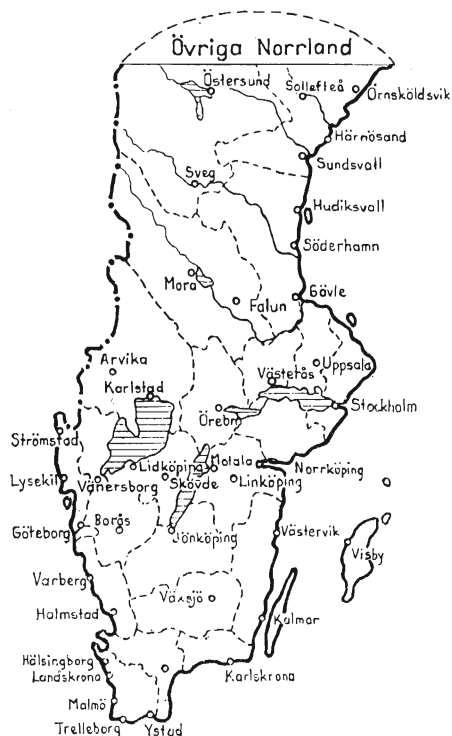 Övriga Norrland
Östersund
Sollefteå
Örnsköldsvik
Härnösand
Sundsvall
Sveg
Hudiksvall
Söderhamn
Mora
Falun
Gävle
Arvika
Karlstad
Västerås
Uppsala
Örebro
Stockholm
Strömstad
Lidköping
Motala
Norrköping
Lysekil
Vänersborg
Skövde
Linköping
Göteborg
Borås
Jönköping
Västervik
Visby
Varberg
Växsjö
Halmstad
Kalmar
Hälsingborg
Landskrona
Karlskrona
Malmö
Trelleborg
Ystad